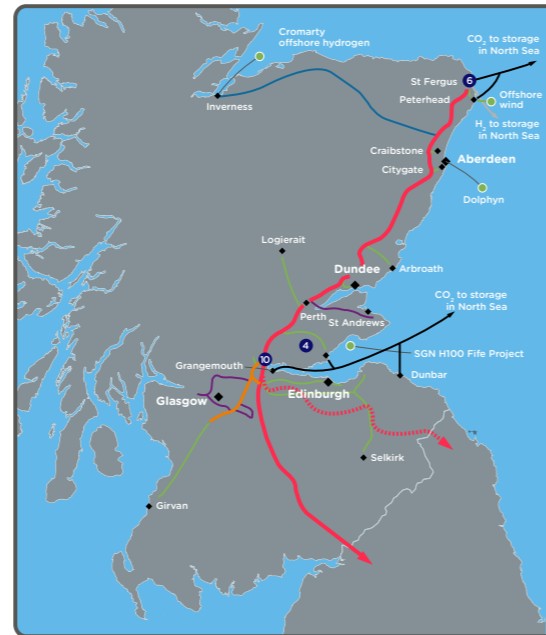 Cromarty
offshore hydrogen
CO₂ to storage
in North Sea
St Fergus
6
Peterhead
Offshore
wind
Inverness
H₂ to storage
in North Sea
Craibstone
Aberdeen
Citygate
Dolphyn
Logierait
Dundee
Arbroath
CO₂ to storage
in North Sea
Perth
St Andrews
4
SGN H100 Fife Project
10
Grangemouth
Dunbar
Edinburgh
Glasgow
Selkirk
Girvan